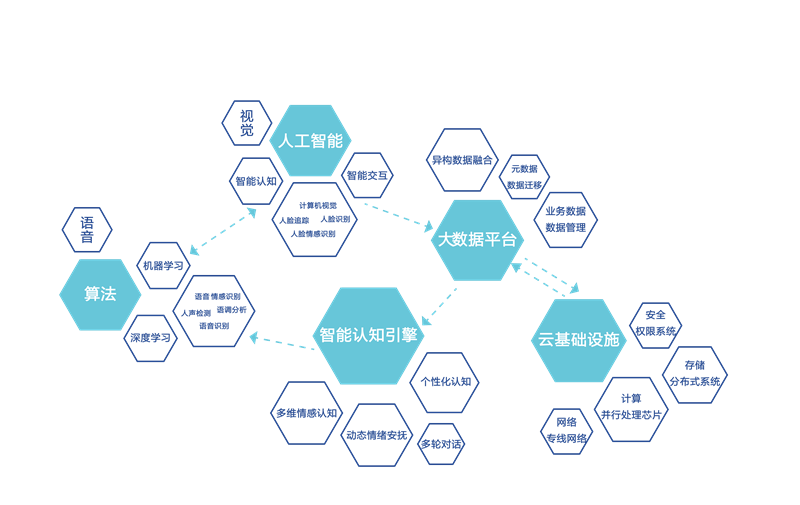 视
觉
人工智能
智能认知
智能交互
计算机视觉
人脸追踪 人脸识别
人脸情感识别
异构数据融合
元数据
数据迁移
业务数据
数据管理
大数据平台
语
音
机器学习
算法
语音情感识别
人声检测 语调分析
语音识别
深度学习
智能认知引擎
个性化认知
多维情感认知
动态情绪安抚
多轮对话
云基础设施
安全
权限系统
存储
分布式系统
计算
并行处理芯片
网络
专线网络